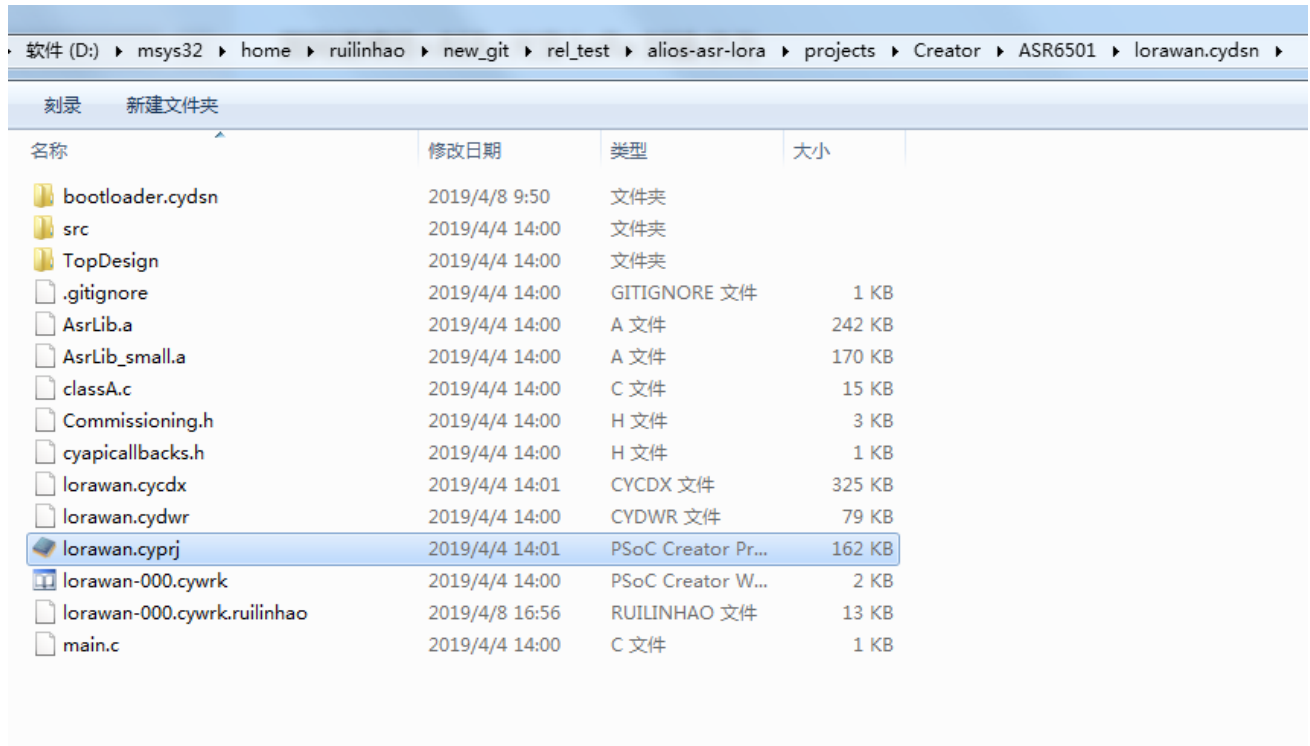 软件 (D:) ▸ msys32 ▸ home ▸ ruilinhao ▸ new_git ▸ rel_test ▸ alios-asr-lora ▸ projects ▸ Creator ▸ ASR6501 ▸ lorawan.cydsn ▸
刻录 新建文件夹
名称 修改日期 类型 大小
bootloader.cydsn 2019/4/8 9:50 文件夹
src 2019/4/4 14:00 文件夹
TopDesign 2019/4/4 14:00 文件夹
.gitignore 2019/4/4 14:00 GITIGNORE 文件 1 KB
AsrLib.a 2019/4/4 14:00 A 文件 242 KB
AsrLib_small.a 2019/4/4 14:00 A 文件 170 KB
classA.c 2019/4/4 14:00 C 文件 15 KB
Commissioning.h 2019/4/4 14:00 H 文件 3 KB
cyapicallbacks.h 2019/4/4 14:00 H 文件 1 KB
lorawan.cycdx 2019/4/4 14:01 CYCDX 文件 325 KB
lorawan.cydwr 2019/4/4 14:00 CYDWR 文件 79 KB
lorawan.cyprj 2019/4/4 14:01 PSoC Creator Pr... 162 KB
lorawan-000.cywrk 2019/4/4 14:00 PSoC Creator W... 2 KB
lorawan-000.cywrk.ruilinhao 2019/4/8 16:56 RUILINHAO 文件 13 KB
main.c 2019/4/4 14:00 C 文件 1 KB